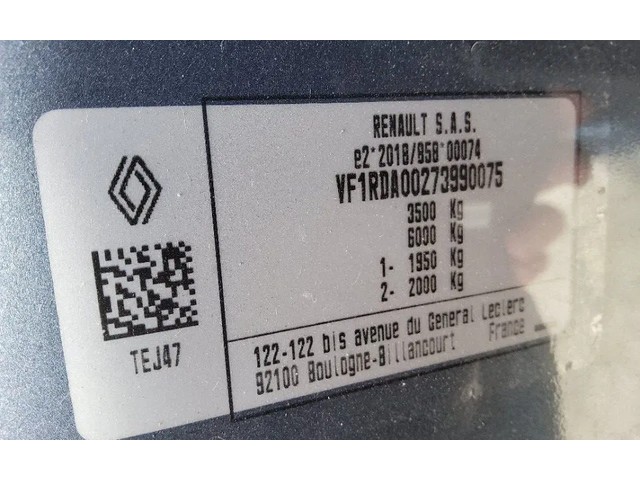 RENAULT S.A.S.
e2*2018/858*00074
VF1RDA00273990075
3500 Kg
6000 Kg
1- 1950 Kg
2- 2000 Kg
TEJ47
122-122 bis avenue du General Leclerc
92100 Boulogne-Billancourt France